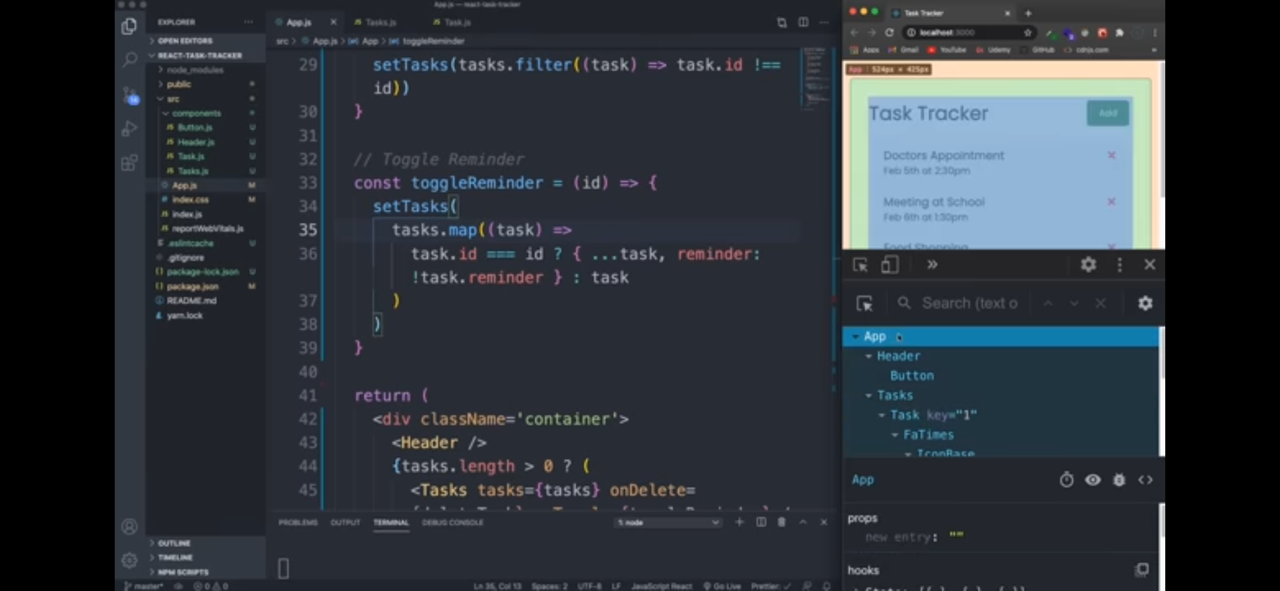 App.js — react-task-tracker
EXPLORER
App.js
Tasks.js
Task.js
src > App.js > App > toggleReminder
OPEN EDITORS
REACT-TASK-TRACKER
node_modules
public
src
components
Button.js U
Header.js U
Task.js U
Tasks.js U
App.js M
index.css M
index.js
reportWebVitals.js
.eslintcache U
.gitignore
package-lock.json U
package.json M
README.md
yarn.lock
OUTLINE
TIMELINE
NPM SCRIPTS
29 setTasks(tasks.filter((task) => task.id !==
id))
30 }
31
32 // Toggle Reminder
33 const toggleReminder = (id) => {
34 setTasks(
35 tasks.map((task) =>
36 task.id === id ? { ...task, reminder:
!task.reminder } : task
37 )
38 )
39 }
40
41 return (
42 <div className='container'>
43 <Header />
44 {tasks.length > 0 ? (
45 <Tasks tasks={tasks} onDelete=
PROBLEMS OUTPUT TERMINAL DEBUG CONSOLE
1: node
master* 0 0
Ln 35, Col 13 Spaces: 2 UTF-8 LF JavaScript React Go Live Prettier: ✓
Task Tracker
localhost:3000
Apps Gmail YouTube Udemy GitHub cdnjs.com
App | 524px × 425px
Task Tracker
Add
Doctors Appointment
Feb 5th at 2:30pm
Meeting at School
Feb 6th at 1:30pm
Food Shopping
Search (text o
App
Header
Button
Tasks
Task key="1"
FaTimes
IconBase
App
props
new entry: ""
hooks